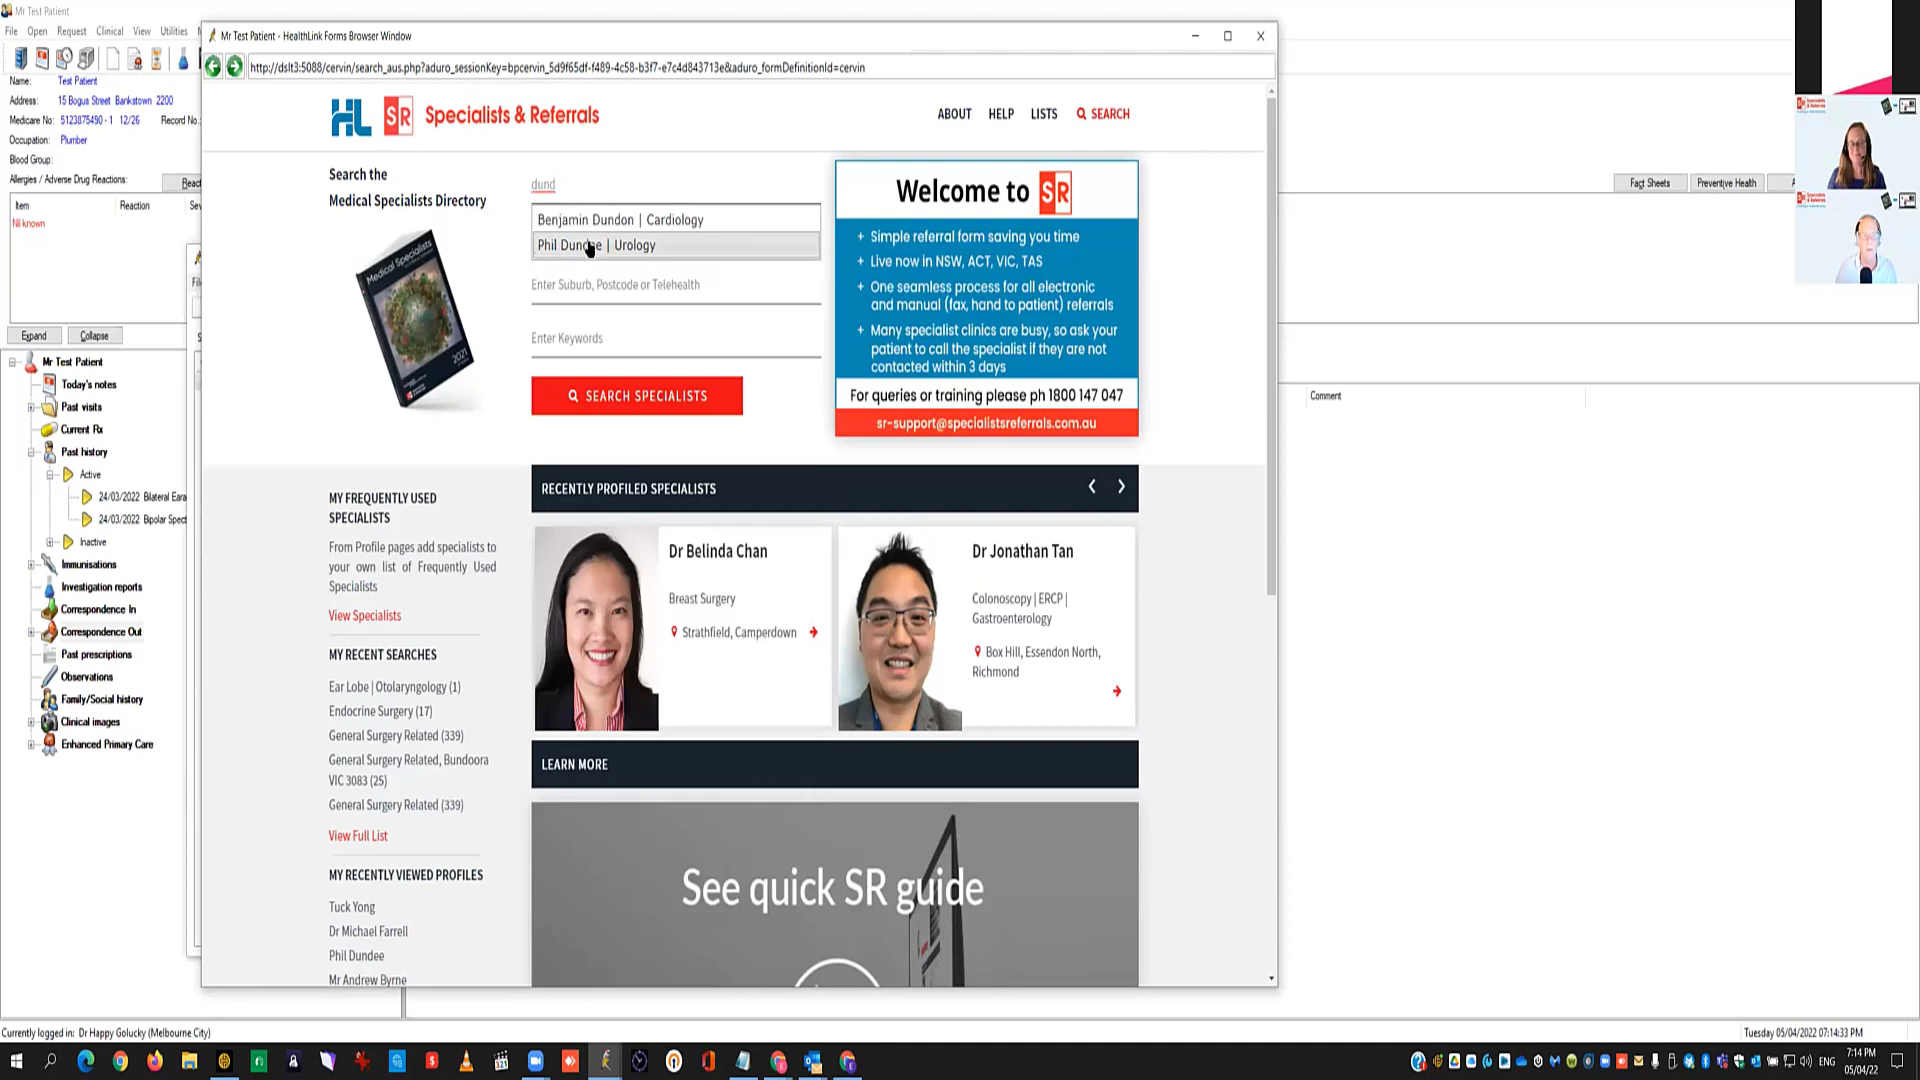 Mr Test Patient
File Open Request Clinical View Utilities
Name: Test Patient
Address: 15 Bogus Street Bankstown 2200
Medicare No: 5123875490 - 1 12/26 Record No.:
Occupation: Plumber
Blood Group:
Allergies / Adverse Drug Reactions:
Item Reaction
Nil known
Expand Collapse
Mr Test Patient
Today's notes
Past visits
Current Rx
Past history
Active
24/03/2022 Bilateral Eara
24/03/2022 Bipolar Spect
Inactive
Immunisations
Investigation reports
Correspondence In
Correspondence Out
Past prescriptions
Observations
Family/Social history
Clinical images
Enhanced Primary Care
Mr Test Patient - HealthLink Forms Browser Window
http://dslt3:5088/cervin/search_aus.php?aduro_sessionKey=bpcervin_5d9f65df-f489-4c58-b3f7-e7c4d843713e&aduro_formDefinitionId=cervin
HL SR Specialists & Referrals
ABOUT HELP LISTS SEARCH
Search the
Medical Specialists Directory
Medical Specialists
2021
dund
Benjamin Dundon | Cardiology
Phil Dundee | Urology
Enter Suburb, Postcode or Telehealth
Enter Keywords
SEARCH SPECIALISTS
Welcome to SR
+ Simple referral form saving you time
+ Live now in NSW, ACT, VIC, TAS
+ One seamless process for all electronic
and manual (fax, hand to patient) referrals
+ Many specialist clinics are busy, so ask your
patient to call the specialist if they are not
contacted within 3 days
For queries or training please ph 1800 147 047
sr-support@specialistsreferrals.com.au
MY FREQUENTLY USED
SPECIALISTS
From Profile pages add specialists to
your own list of Frequently Used
Specialists
View Specialists
MY RECENT SEARCHES
Ear Lobe | Otolaryngology (1)
Endocrine Surgery (17)
General Surgery Related (339)
General Surgery Related, Bundoora
VIC 3083 (25)
General Surgery Related (339)
View Full List
MY RECENTLY VIEWED PROFILES
Tuck Yong
Dr Michael Farrell
Phil Dundee
Mr Andrew Byrne
RECENTLY PROFILED SPECIALISTS
Dr Belinda Chan
Breast Surgery
Strathfield, Camperdown
Dr Jonathan Tan
Colonoscopy | ERCP |
Gastroenterology
Box Hill, Essendon North,
Richmond
LEARN MORE
See quick SR guide
Fact Sheets Preventive Health
Comment
Currently logged in: Dr Happy Golucky (Melbourne City)
Tuesday 05/04/2022 07:14:33 PM
ENG
7:14 PM
05/04/22